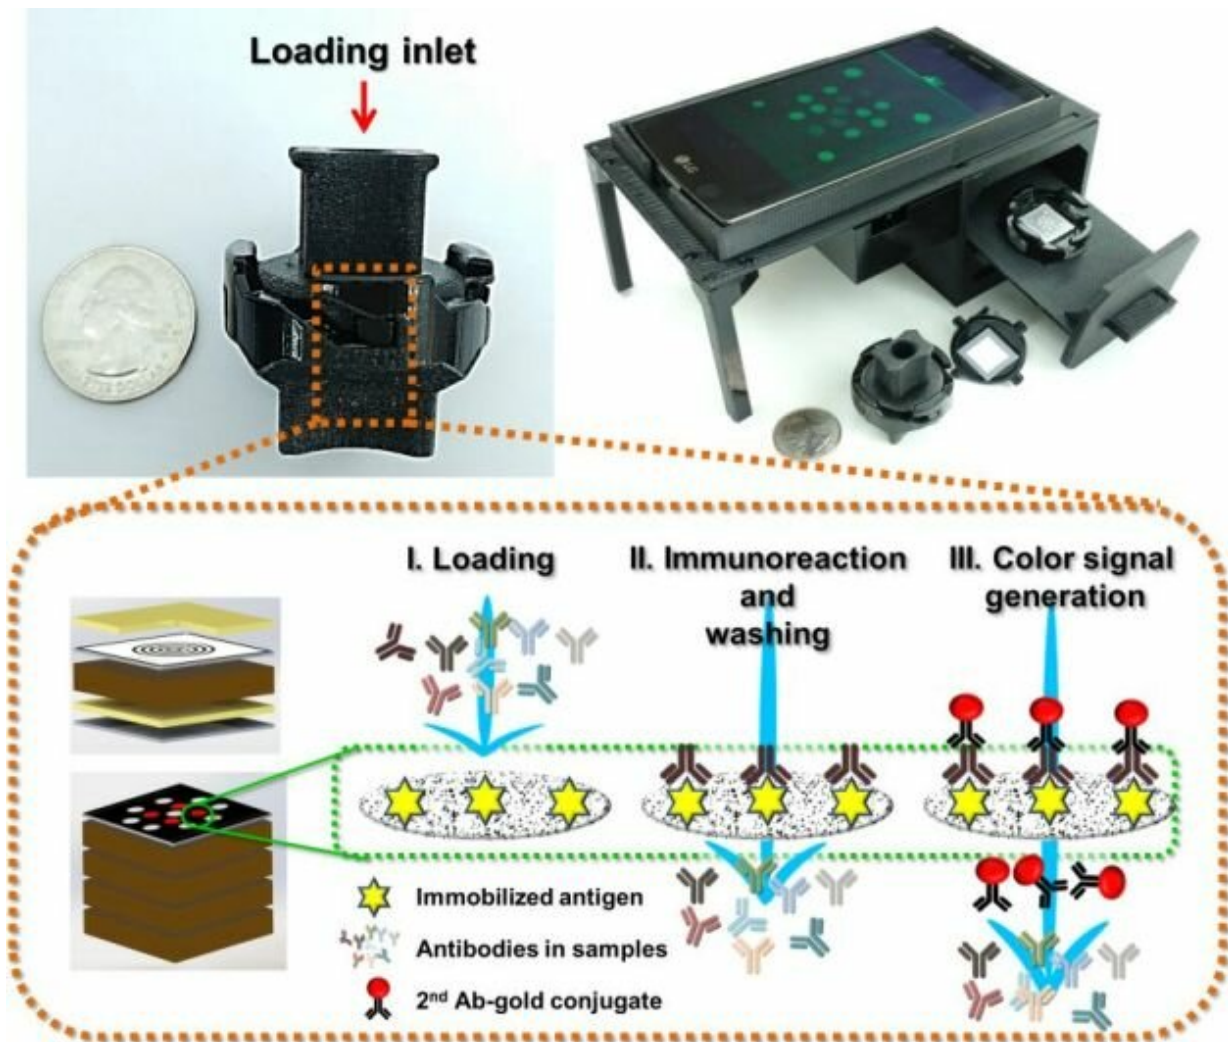 Loading inlet
LG
I. Loading
II. Immunoreaction
and
washing
III. Color signal
generation
Immobilized antigen
Antibodies in samples
2nd Ab-gold conjugate